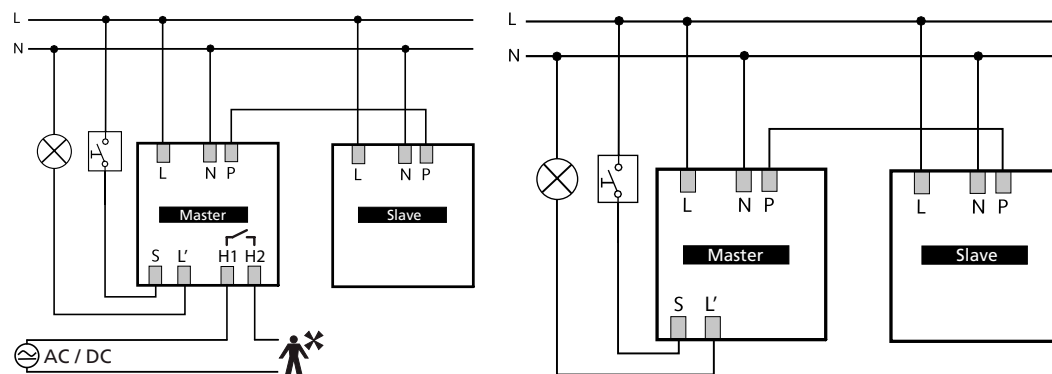 L
N
L N P
L N P
Master
Slave
S L’ H1 H2
AC / DC
L
N
L N P
L N P
Master
Slave
S L’